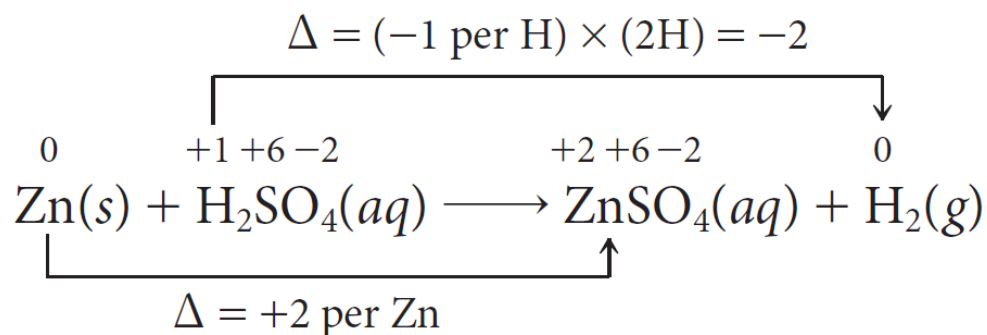 Δ = (−1 per H) × (2H) = −2
0 +1 +6 −2 +2 +6 −2 0
Zn(s) + H₂SO₄(aq) ⟶ ZnSO₄(aq) + H₂(g)
Δ = +2 per Zn